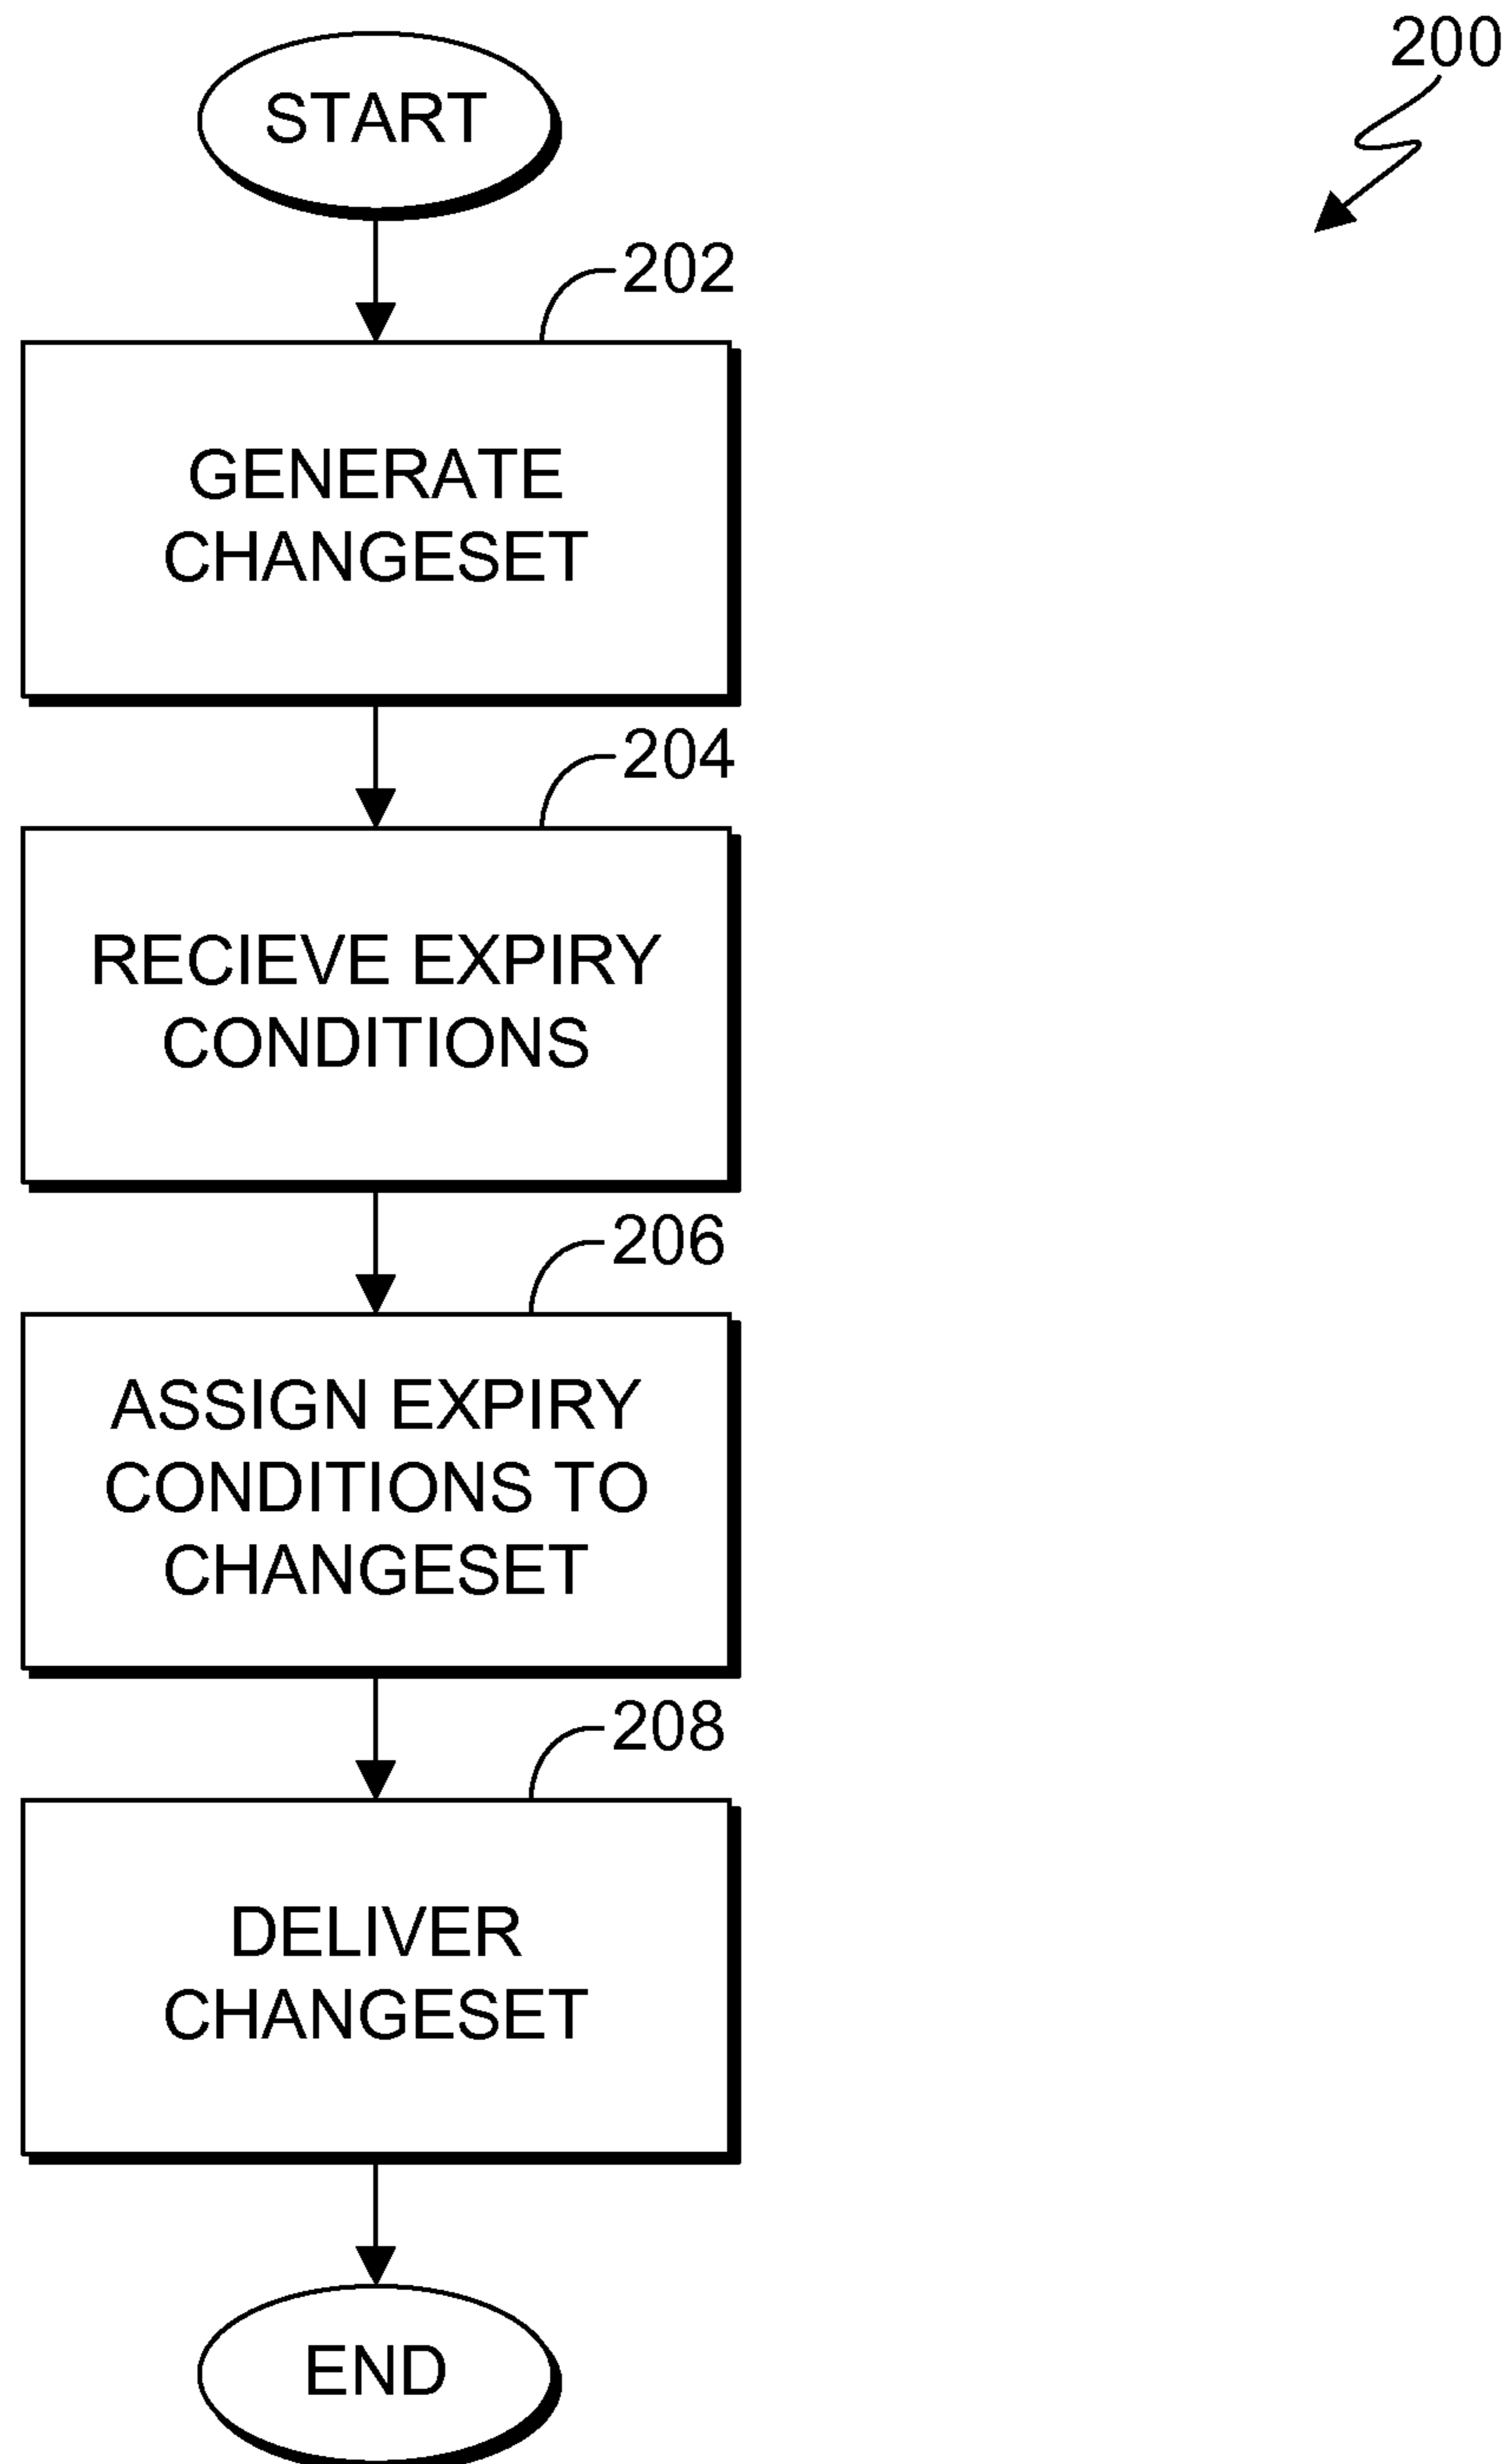 200
START
202
GENERATE
CHANGESET
204
RECIEVE EXPIRY
CONDITIONS
206
ASSIGN EXPIRY
CONDITIONS TO
CHANGESET
208
DELIVER
CHANGESET
END